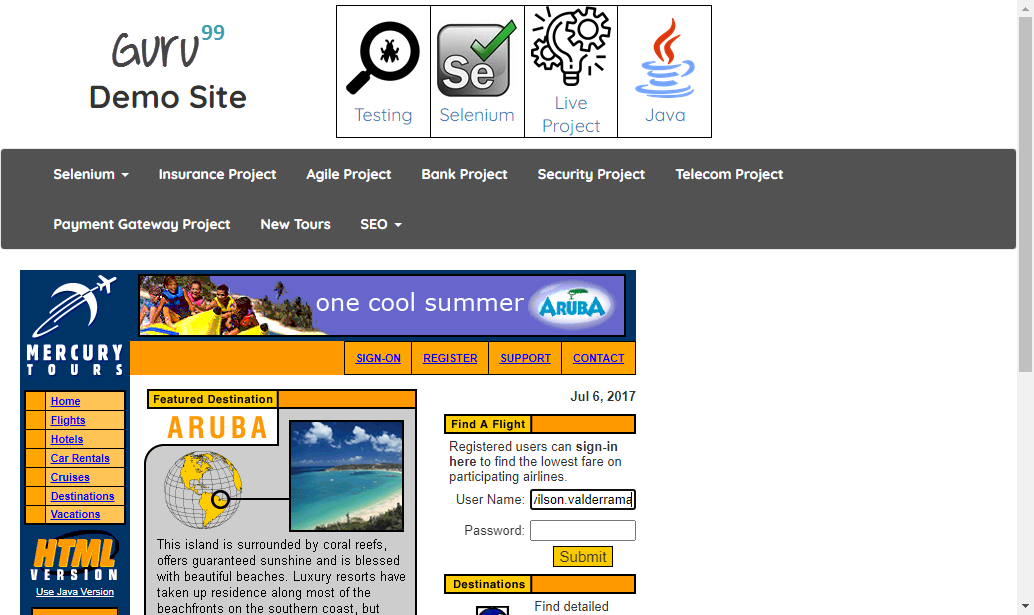 Guru99
Demo Site
Se
Testing
Selenium
Live
Project
Java
Selenium
Insurance Project
Agile Project
Bank Project
Security Project
Telecom Project
Payment Gateway Project
New Tours
SEO
MERCURY
TOURS
one cool summer
ARUBA
SIGN-ON
REGISTER
SUPPORT
CONTACT
Home
Flights
Hotels
Car Rentals
Cruises
Destinations
Vacations
HTML
VERSION
Use Java Version
Featured Destination
ARUBA
This island is surrounded by coral reefs,
offers guaranteed sunshine and is blessed
with beautiful beaches. Luxury resorts have
taken up residence along most of the
beachfronts on the southern coast, but
Jul 6, 2017
Find A Flight
Registered users can sign-in
here to find the lowest fare on
participating airlines.
User Name:
ilson.valderrama
Password:
Submit
Destinations
Find detailed